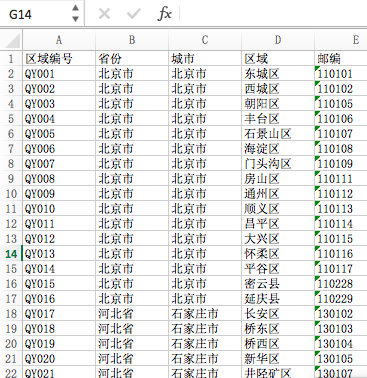 G14 fx
A B C D E
1 区域编号 省份 城市 区域 邮编
2 QY001 北京市 北京市 东城区 110101
3 QY002 北京市 北京市 西城区 110102
4 QY003 北京市 北京市 朝阳区 110105
5 QY004 北京市 北京市 丰台区 110106
6 QY005 北京市 北京市 石景山区 110107
7 QY006 北京市 北京市 海淀区 110108
8 QY007 北京市 北京市 门头沟区 110109
9 QY008 北京市 北京市 房山区 110111
10 QY009 北京市 北京市 通州区 110112
11 QY010 北京市 北京市 顺义区 110113
12 QY011 北京市 北京市 昌平区 110114
13 QY012 北京市 北京市 大兴区 110115
14 QY013 北京市 北京市 怀柔区 110116
15 QY014 北京市 北京市 平谷区 110117
16 QY015 北京市 北京市 密云县 110228
17 QY016 北京市 北京市 延庆县 110229
18 QY017 河北省 石家庄市 长安区 130102
19 QY018 河北省 石家庄市 桥东区 130103
20 QY019 河北省 石家庄市 桥西区 130104
21 QY020 河北省 石家庄市 新华区 130105
22 QY021 河北省 石家庄市 井陉矿区 130107